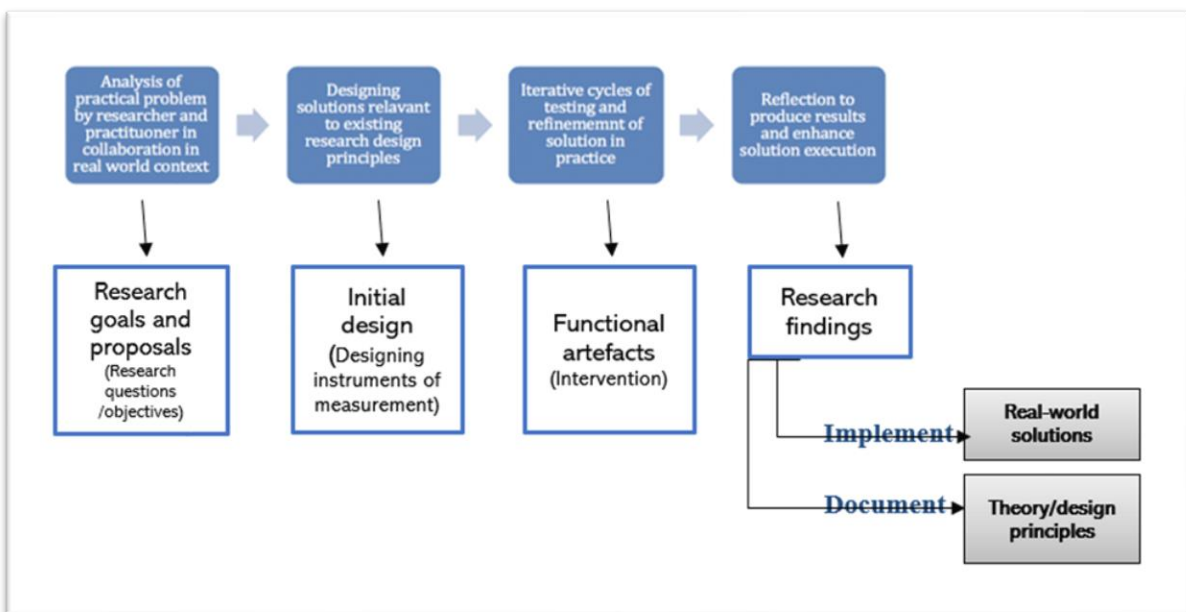 Analysis of
practical problem
by researcher and
practituoner in
collaboration in
real world context
Designing
solutions relavant
to existing
research design
principles
Iterative cycles of
testing and
refinememnt of
solution in
practice
Reflection to
produce results
and enhance
solution execution
Research
goals and
proposals
(Research
questions
/objectives)
Initial
design
(Designing
instruments of
measurement)
Functional
artefacts
(Intervention)
Research
findings
Implement
Real-world
solutions
Document
Theory/design
principles